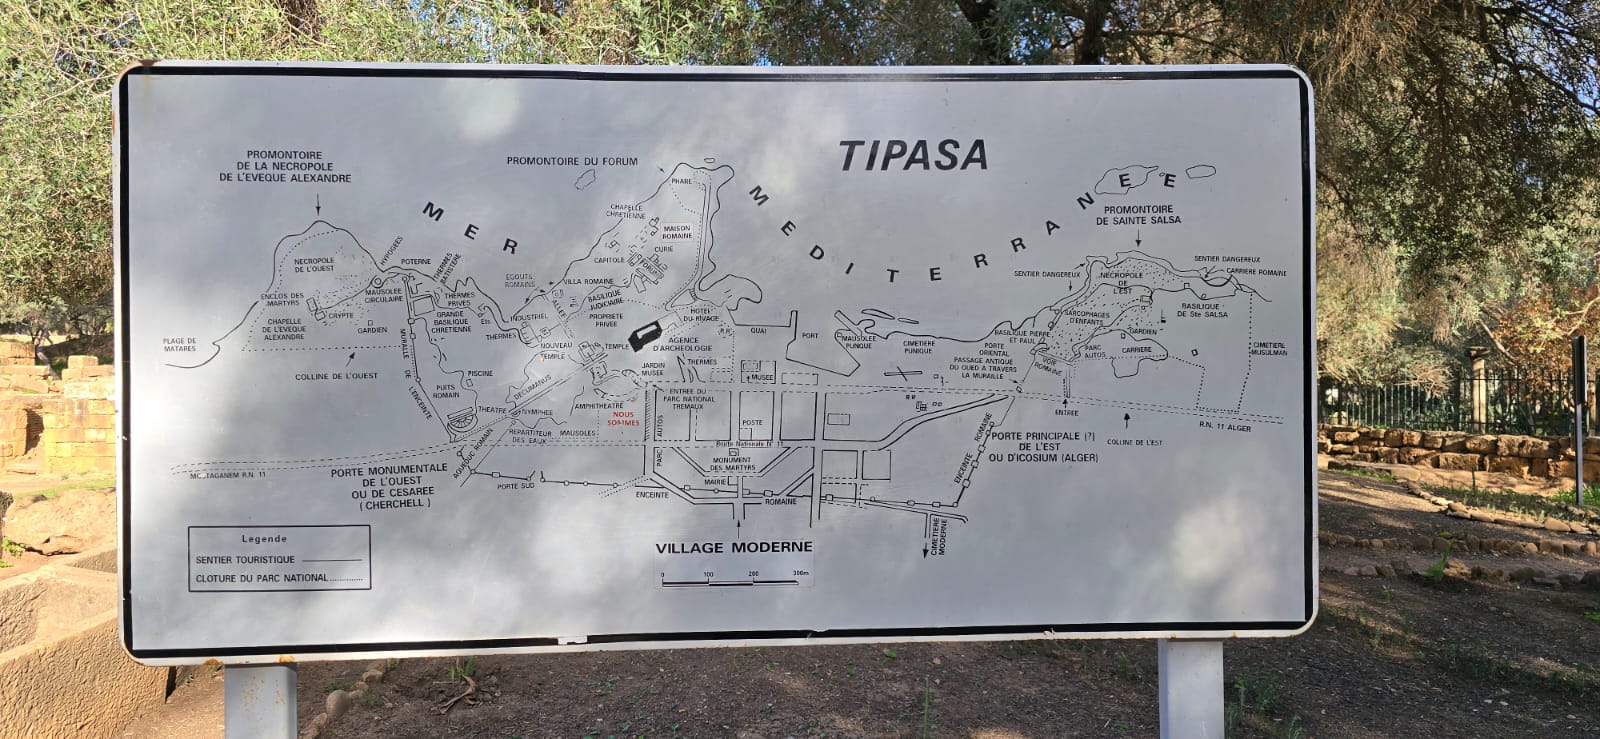 TIPASA
PROMONTOIRE
DE LA NECROPOLE
DE L'EVEQUE ALEXANDRE
PROMONTOIRE DU FORUM
PROMONTOIRE
DE SAINTE SALSA
MER MEDITERRANEE
NECROPOLE
DE L'OUEST
HYPOGEES
POTERNE
THERMES
BATISTERE
ENCLOS DES
MARTYRS
MAUSOLEE
CIRCULAIRE
CRYPTE
CHAPELLE
DE L'EVEQUE
ALEXANDRE
GARDIEN
THERMES
PRIVES
GRANDE
BASILIQUE
CHRETIENNE
PLAGE DE
MATARES
COLLINE DE L'OUEST
MURAILLE DE L'ENCEINTE
PISCINE
PUITS
ROMAIN
THEATRE
NYMPHEE
DECUMANUS
REPARTITEUR
DES EAUX
MAUSOLES
AQUADUC ROMAIN
PORTE SUD
PORTE MONUMENTALE
DE L'OUEST
OU DE CESAREE
( CHERCHELL )
PHARE
CHAPELLE
CHRETIENNE
MAISON
ROMAINE
CURIE
CAPITOLE
FORUM
EGOUTS
ROMAINS
VILLA ROMAINE
BASILIQUE
JUDICIAIRE
Ets.
INDUSTRIEL
PROPRIETE
PRIVEE
THERMES
NOUVEAU
TEMPLE
TEMPLE
AGENCE
D'ARCHEOLOGIE
HOTEL
DU RIVAGE
R.R.
QUAI
PORT
JARDIN
MUSEE
THERMES
MUSEE
AMPHITHEATRE
NOUS
SOMMES
ENTREE DU
PARC NATIONAL
TREMAUX
PARC AUTOS
POSTE
Route Nationale N° 11
MONUMENT
DES MARTYRS
MAIRIE
ENCEINTE
ROMAINE
MAUSOLEE
PUNIQUE
CIMETIERE
PUNIQUE
R.R
SENTIER DANGEREUX
NECROPOLE
DE
L'EST
SENTIER DANGEREUX
CARRIERE ROMAINE
SARCOPHAGES
D'ENFANTS
BASILIQUE
DE Ste SALSA
BASILIQUE PIERRE
ET PAUL
GARDIEN
PORTE
ORIENTAL
PASSAGE ANTIQUE
DU OUED A TRAVERS
LA MURAILLE
VOIE
ROMAINE
PARC
AUTOS
CARRIERE
CIMETIERE
MUSULMAN
ENTREE
COLLINE DE L'EST
R.N. 11 ALGER
PORTE PRINCIPALE (?)
DE L'EST
OU D'ICOSIUM (ALGER)
ENCEINTE ROMAINE
CIMETIERE
MODERNE
VILLAGE MODERNE
0 100 200 300m
Legende
SENTIER TOURISTIQUE
CLOTURE DU PARC NATIONAL